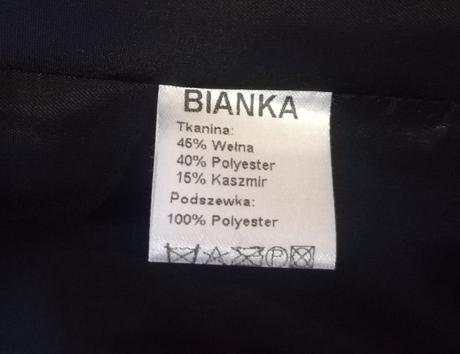 BIANKA
Tkanina:
45% Wełna
40% Polyester
15% Kaszmir
Podszewka:
100% Polyester
P